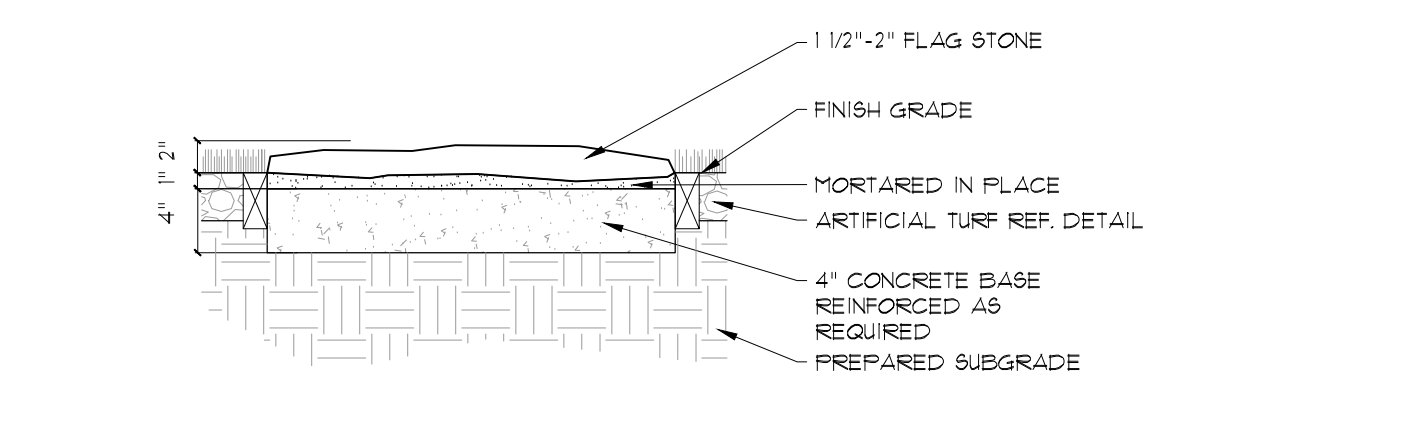 1 1/2"-2" FLAG STONE
FINISH GRADE
2"
1"
4"
MORTARED IN PLACE
ARTIFICIAL TURF REF. DETAIL
4" CONCRETE BASE
REINFORCED AS
REQUIRED
PREPARED SUBGRADE